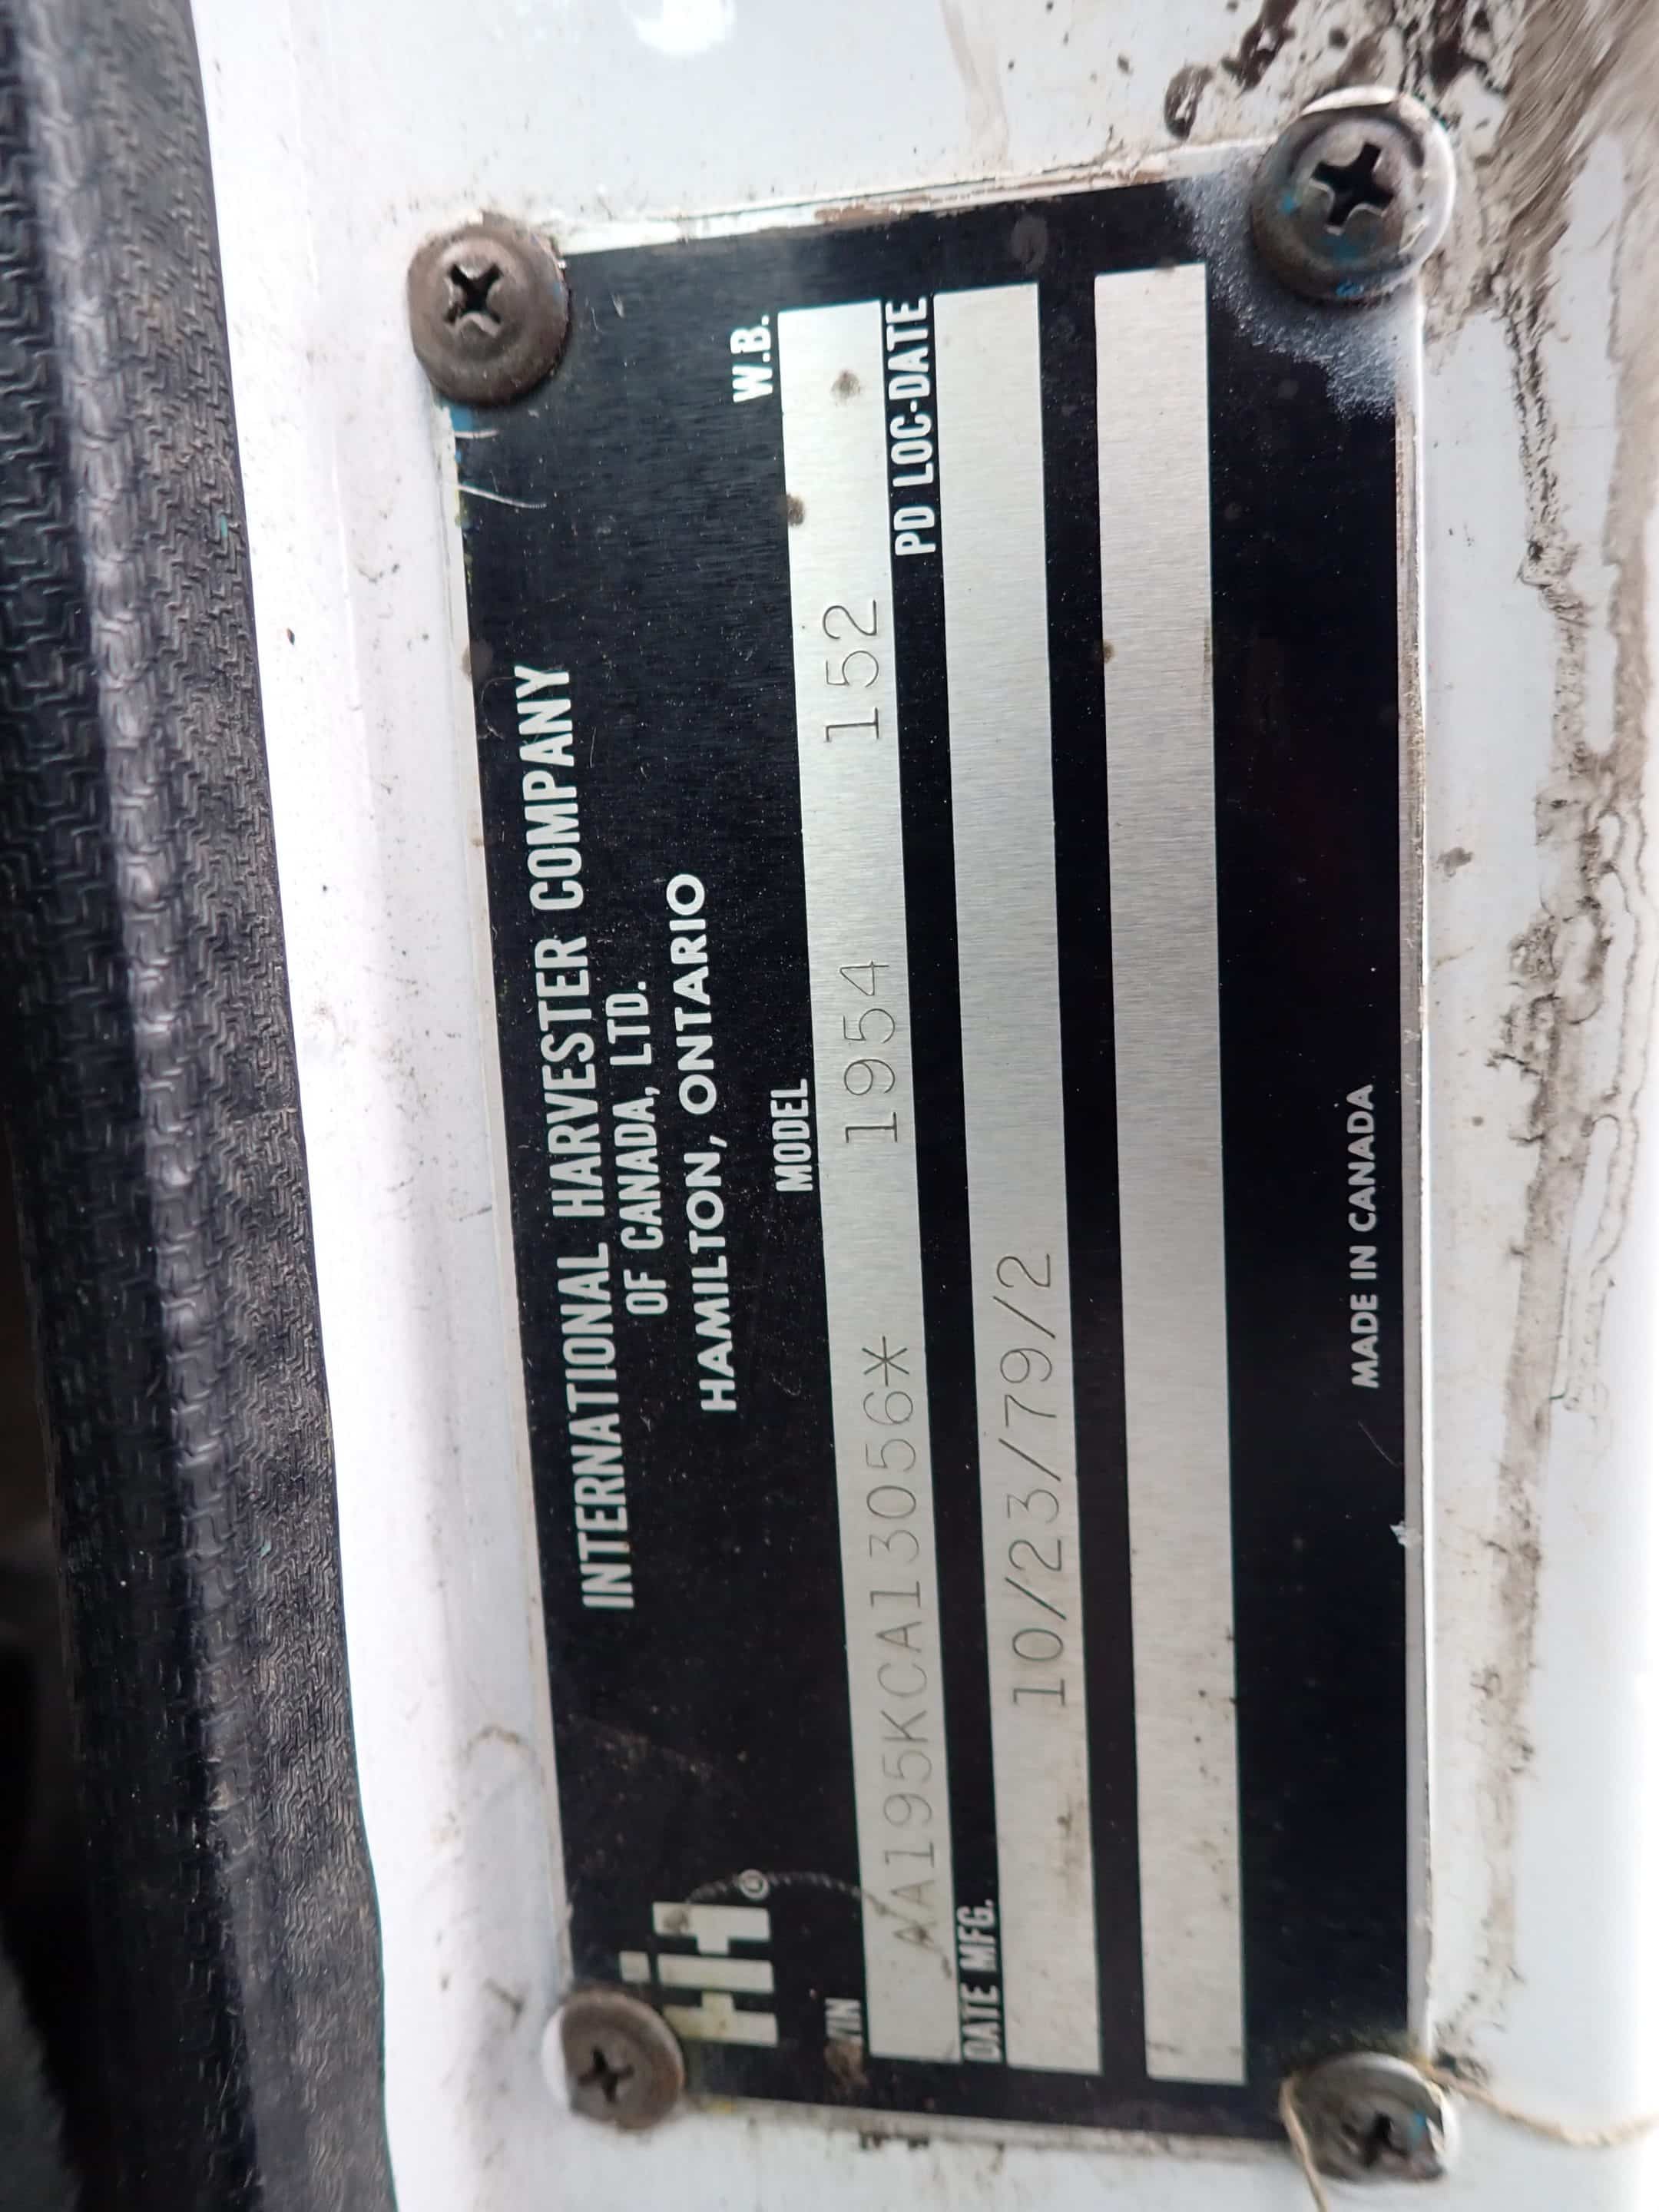 INTERNATIONAL HARVESTER COMPANY
OF CANADA, LTD.
HAMILTON, ONTARIO
IH®
VIN MODEL W.B.
AA195KCA13056* 1954 152
DATE MFG. PD LOC-DATE
10/23/79/2
MADE IN CANADA